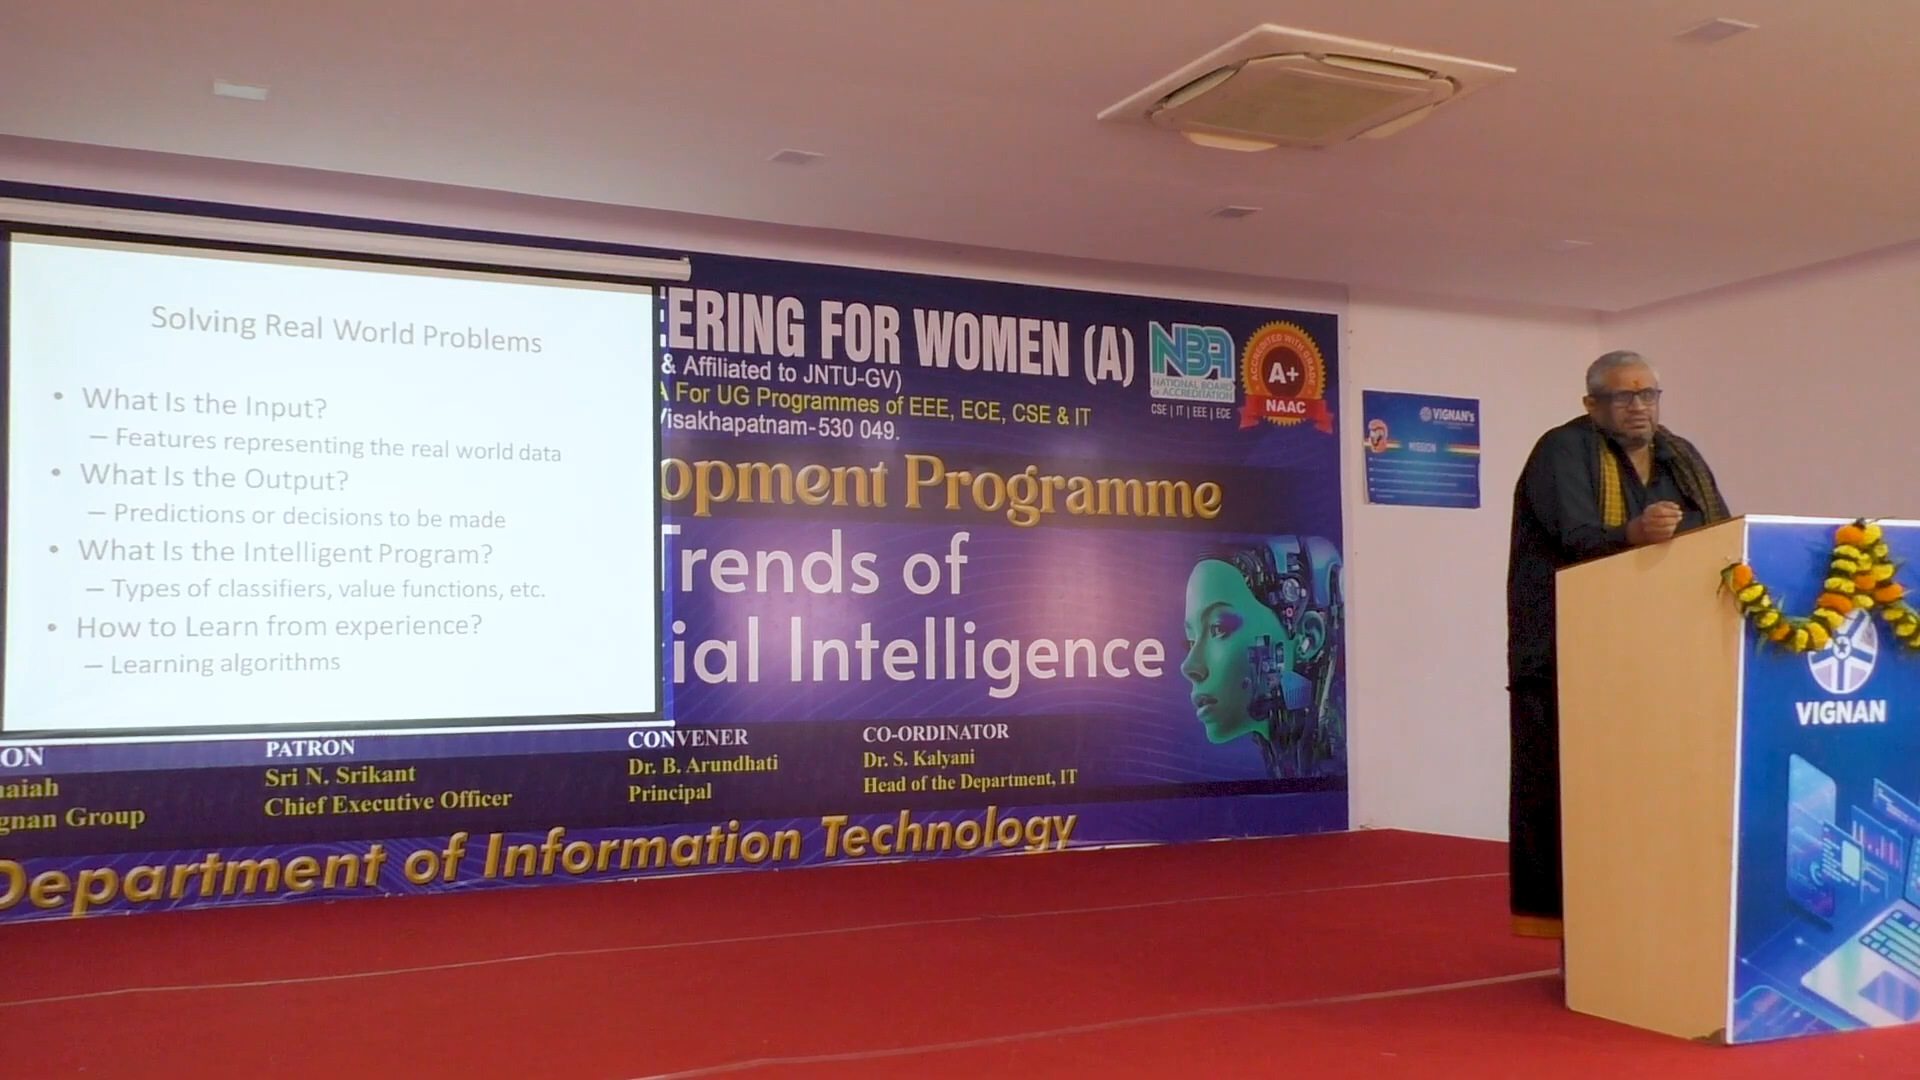 Solving Real World Problems
• What Is the Input?
– Features representing the real world data
• What Is the Output?
– Predictions or decisions to be made
• What Is the Intelligent Program?
– Types of classifiers, value functions, etc.
• How to Learn from experience?
– Learning algorithms
ERING FOR WOMEN (A)
& Affiliated to JNTU-GV)
A For UG Programmes of EEE, ECE, CSE & IT
Visakhapatnam-530 049.
NBA
NATIONAL BOARD
OF ACCREDITATION
CSE | IT | EEE | ECE
ACCREDITED WITH GRADE
A+
NAAC
opment Programme
Trends of
ial Intelligence
ON
naiah
gnan Group
PATRON
Sri N. Srikant
Chief Executive Officer
CONVENER
Dr. B. Arundhati
Principal
CO-ORDINATOR
Dr. S. Kalyani
Head of the Department, IT
Department of Information Technology
VIGNAN's
MISSION
VIGNAN